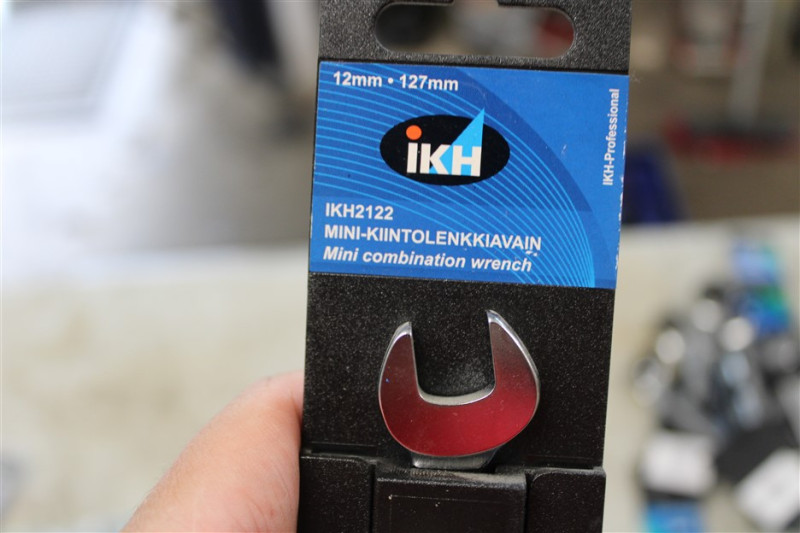 12mm • 127mm
IKH-Professional
IKH
IKH2122
MINI-KIINTOLENKKIAVAIN
Mini combination wrench